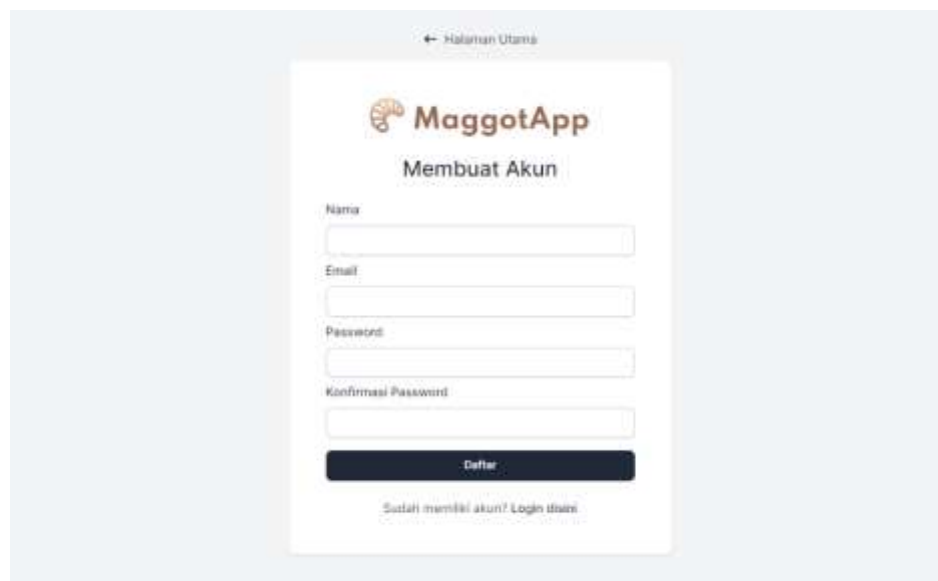 ← Halaman Utama
MaggotApp
Membuat Akun
Nama
Email
Password
Konfirmasi Password
Daftar
Sudah memiliki akun? Login disini